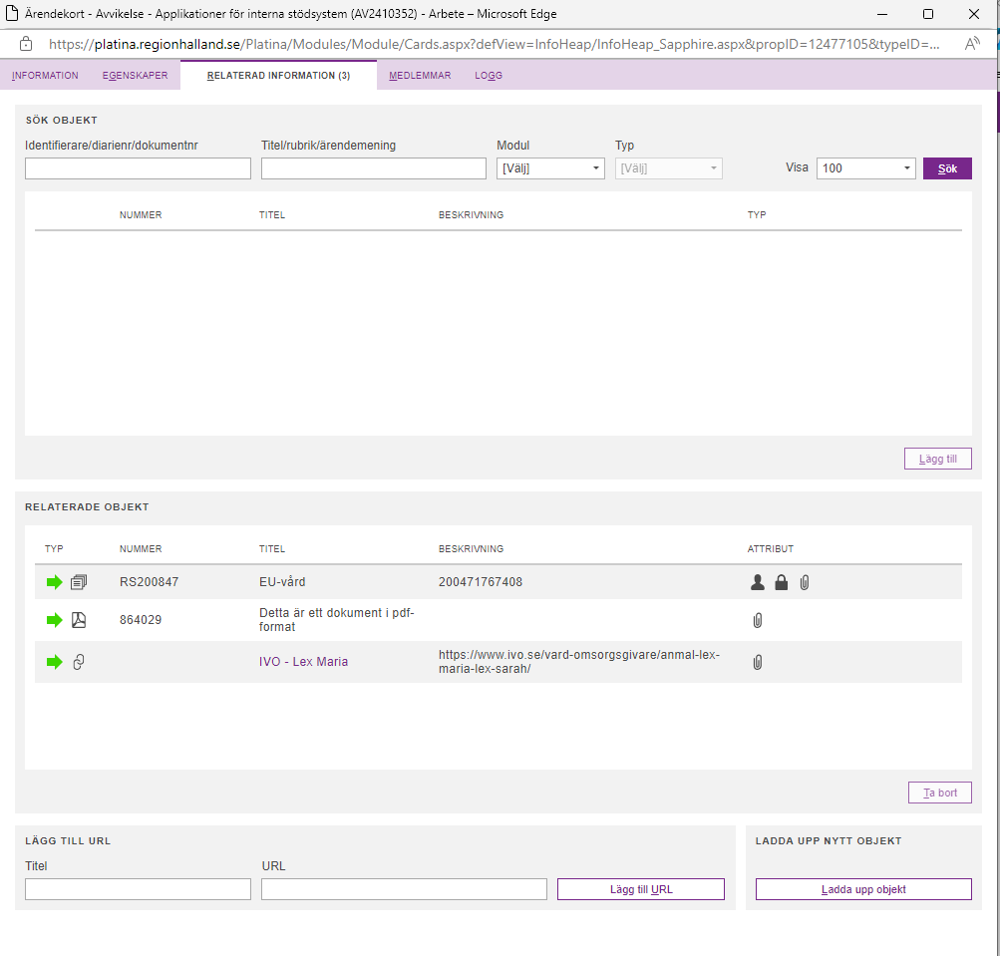 Ärendekort - Avvikelse - Applikationer för interna stödsystem (AV2410352) - Arbete – Microsoft Edge
https://platina.regionhalland.se/Platina/Modules/Module/Cards.aspx?defView=InfoHeap/InfoHeap_Sapphire.aspx&propID=12477105&typeID=...
INFORMATION EGENSKAPER RELATERAD INFORMATION (3) MEDLEMMAR LOGG
SÖK OBJEKT
Identifierare/diarienr/dokumentnr Titel/rubrik/ärendemening Modul Typ
[Välj] [Välj] Visa 100 Sök
NUMMER TITEL BESKRIVNING TYP
Lägg till
RELATERADE OBJEKT
TYP NUMMER TITEL BESKRIVNING ATTRIBUT
RS200847 EU-vård 200471767408
864029 Detta är ett dokument i pdf-
format
IVO - Lex Maria https://www.ivo.se/vard-omsorgsgivare/anmal-lex-
maria-lex-sarah/
Ta bort
LÄGG TILL URL LADDA UPP NYTT OBJEKT
Titel URL
Lägg till URL Ladda upp objekt